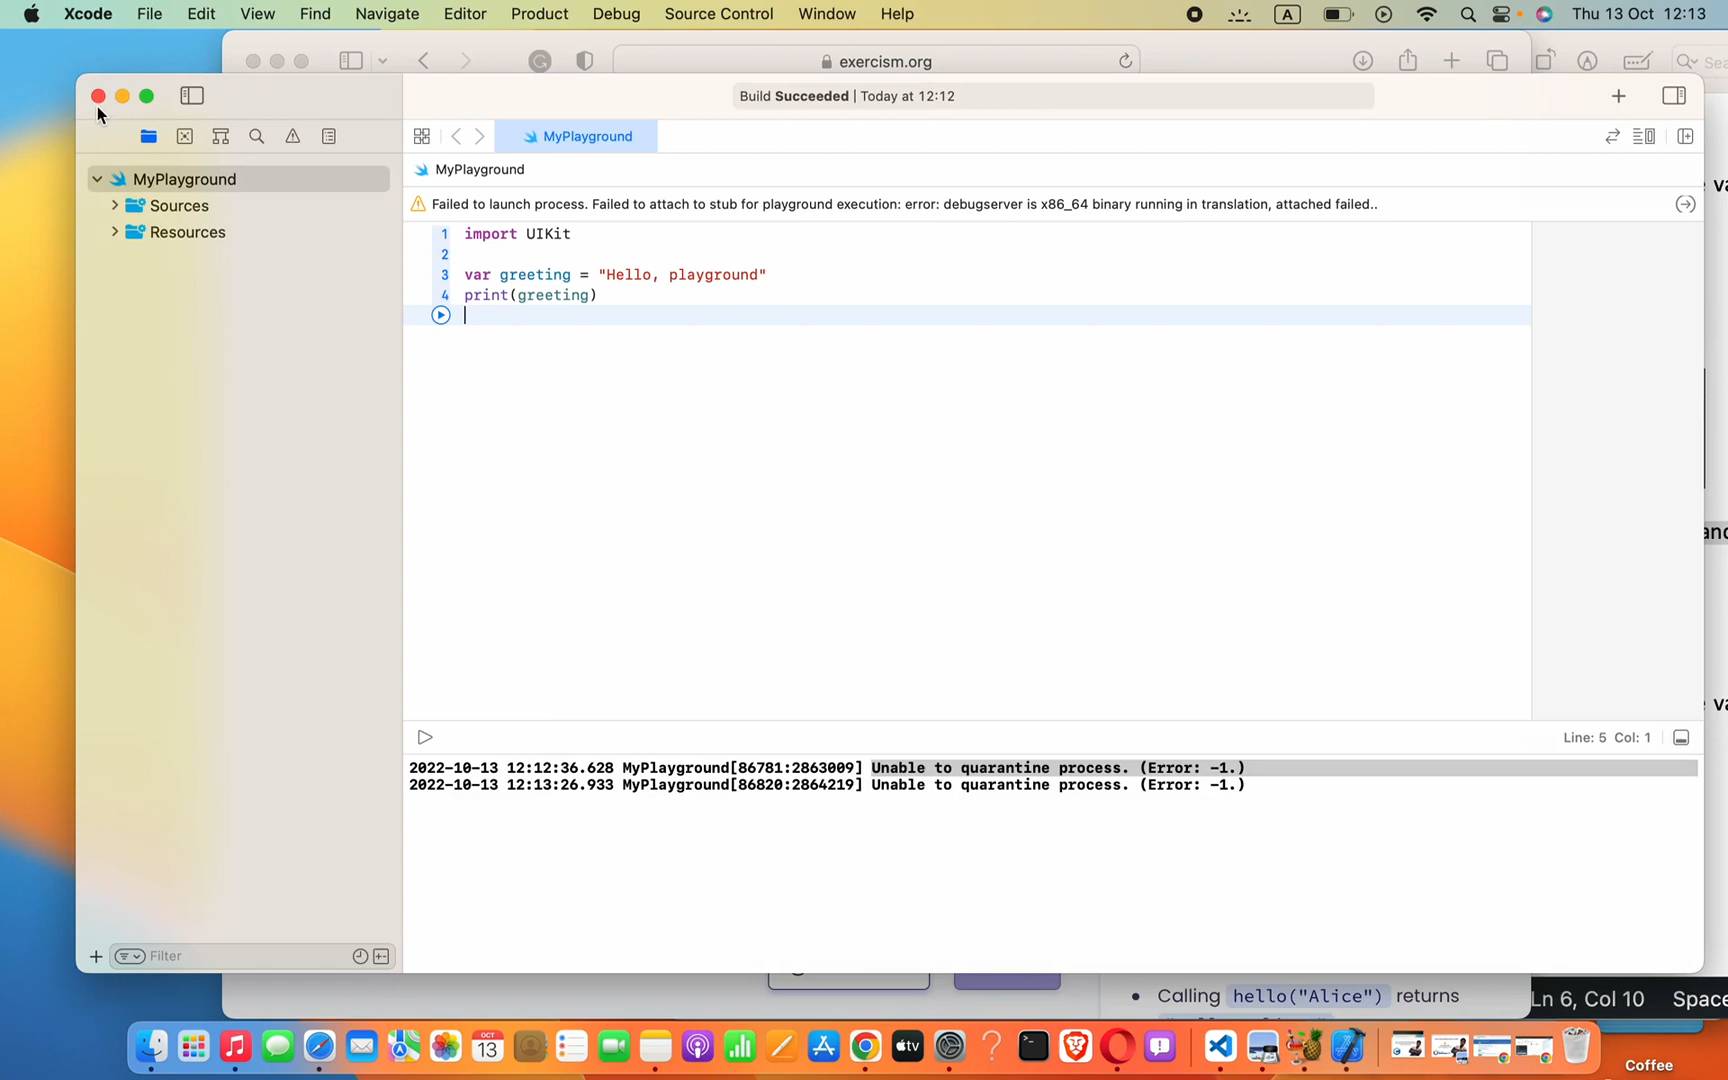 Xcode File Edit View Find Navigate Editor Product Debug Source Control Window Help A Thu 13 Oct 12:13
exercism.org
Build Succeeded | Today at 12:12
MyPlayground
MyPlayground
MyPlayground
Failed to launch process. Failed to attach to stub for playground execution: error: debugserver is x86_64 binary running in translation, attached failed..
Sources
Resources
1 import UIKit
2
3 var greeting = "Hello, playground"
4 print(greeting)
Line: 5 Col: 1
2022-10-13 12:12:36.628 MyPlayground[86781:2863009] Unable to quarantine process. (Error: -1.)
2022-10-13 12:13:26.933 MyPlayground[86820:2864219] Unable to quarantine process. (Error: -1.)
Filter
Calling hello("Alice") returns
Ln 6, Col 10
OCT
13
tv
Coffee